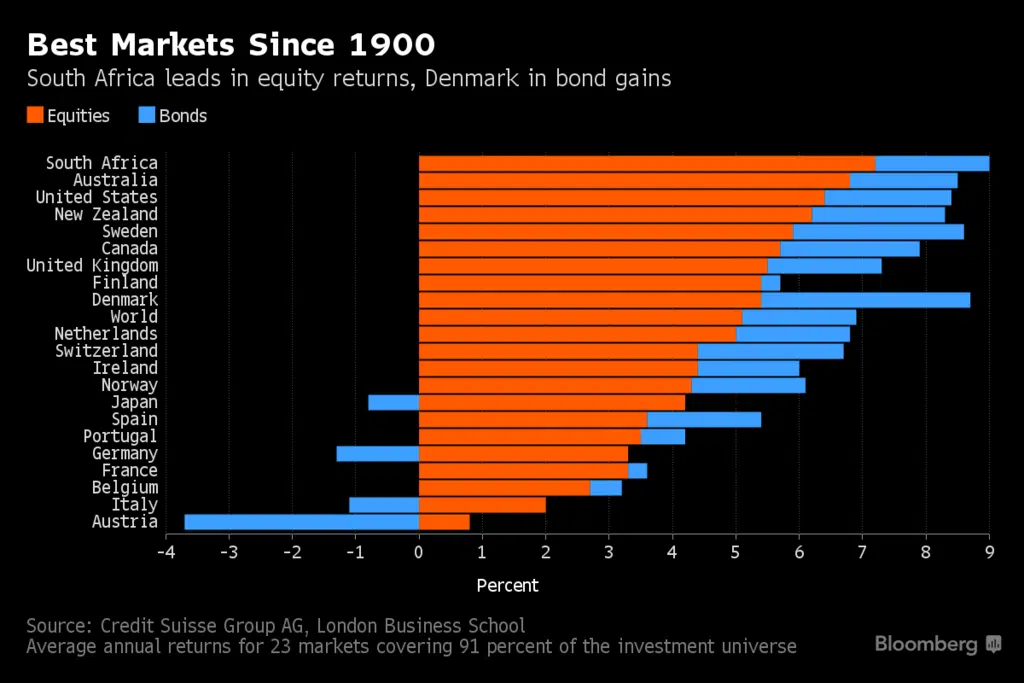 Best Markets Since 1900
South Africa leads in equity returns, Denmark in bond gains
Equities Bonds
South Africa
Australia
United States
New Zealand
Sweden
Canada
United Kingdom
Finland
Denmark
World
Netherlands
Switzerland
Ireland
Norway
Japan
Spain
Portugal
Germany
France
Belgium
Italy
Austria
-4 -3 -2 -1 0 1 2 3 4 5 6 7 8 9
Percent
Source: Credit Suisse Group AG, London Business School
Average annual returns for 23 markets covering 91 percent of the investment universe
Bloomberg